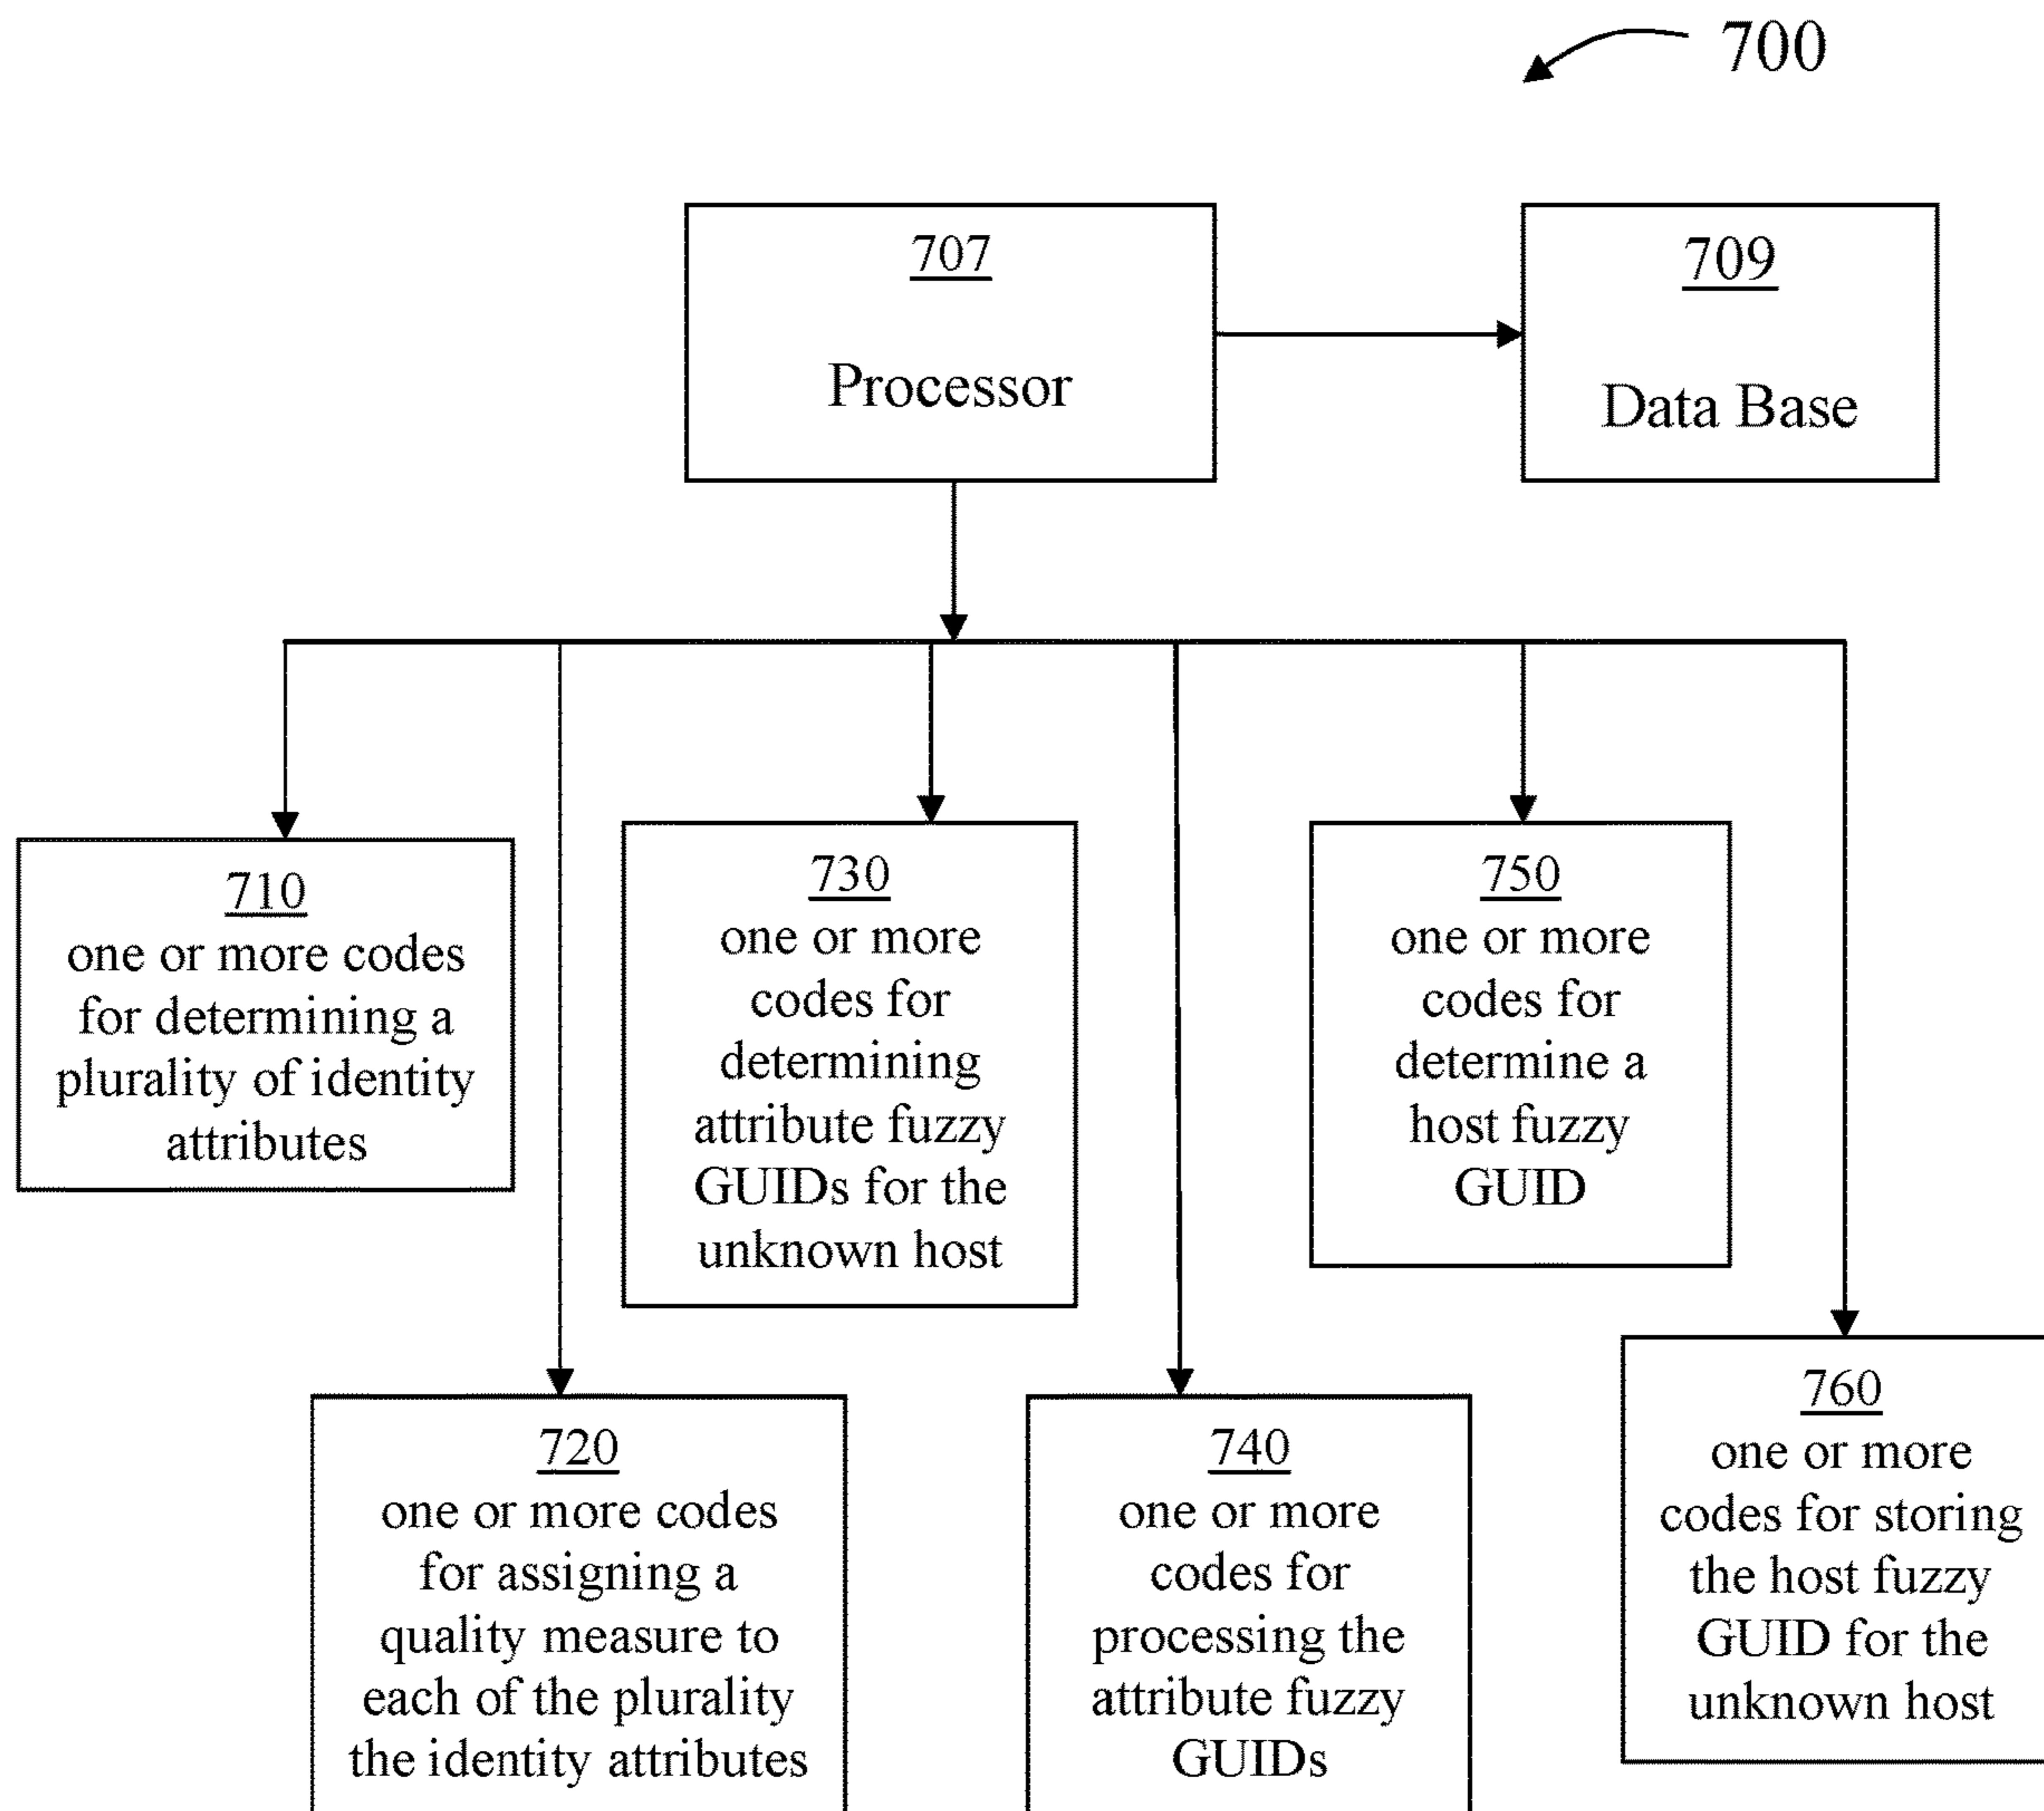 700
707
Processor
709
Data Base
710
one or more codes
for determining a
plurality of identity
attributes
730
one or more
codes for
determining
attribute fuzzy
GUIDs for the
unknown host
750
one or more
codes for
determine a
host fuzzy
GUID
720
one or more codes
for assigning a
quality measure to
each of the plurality
the identity attributes
740
one or more
codes for
processing the
attribute fuzzy
GUIDs
760
one or more
codes for storing
the host fuzzy
GUID for the
unknown host